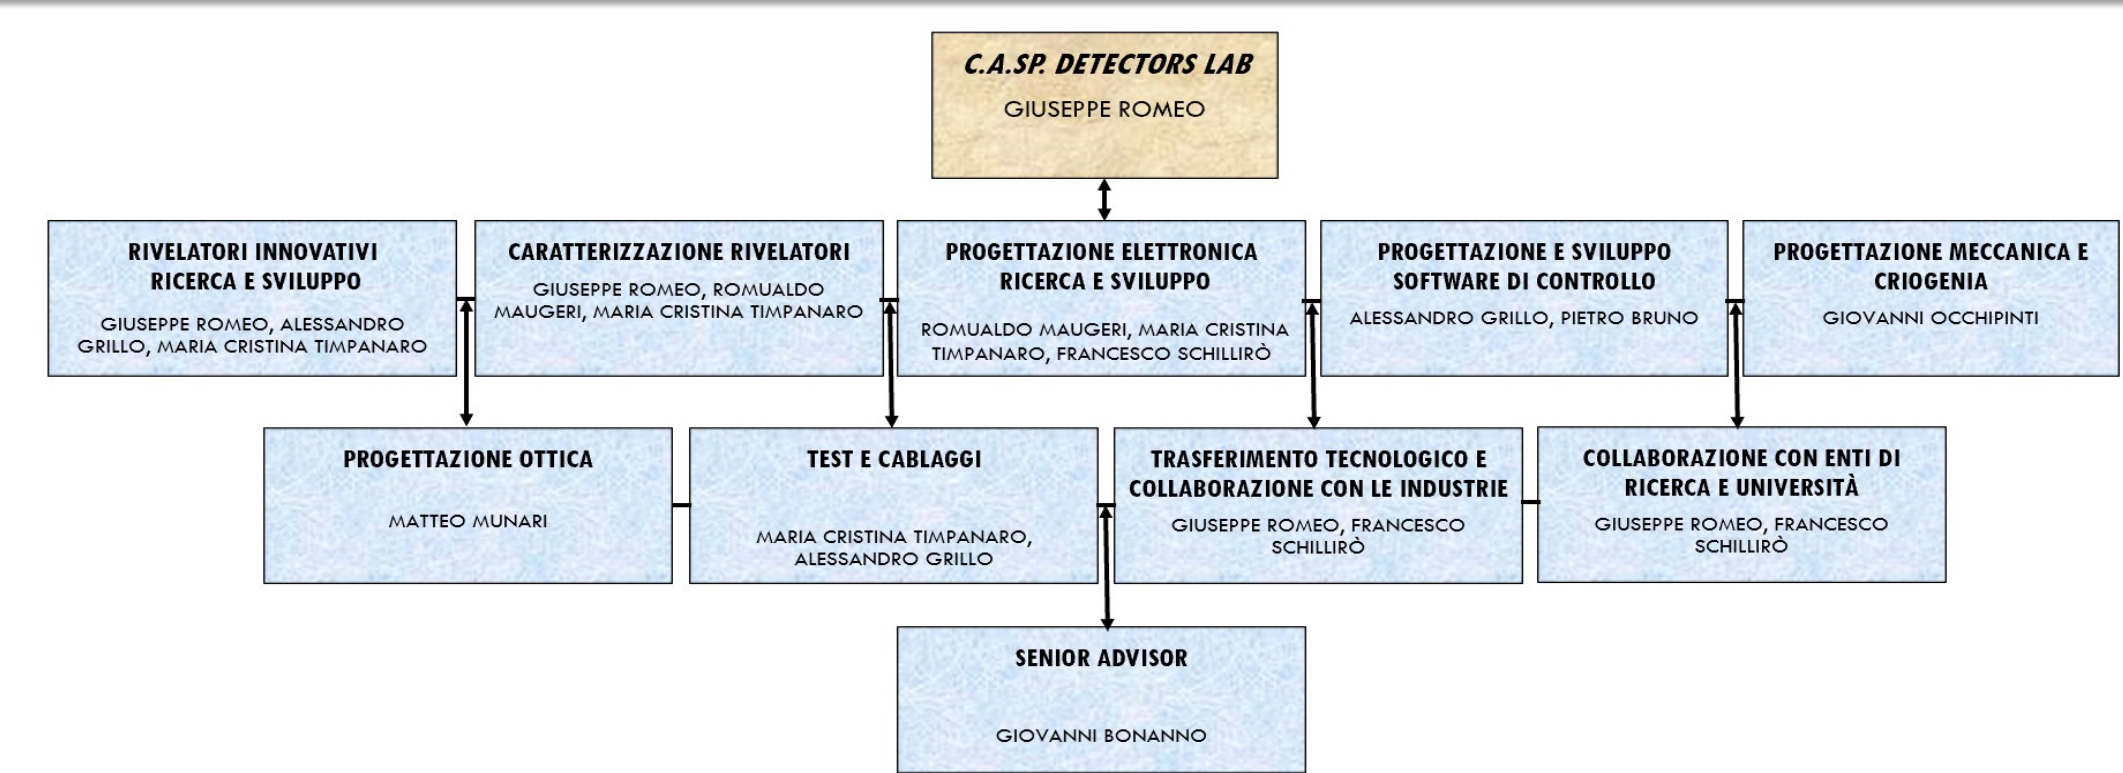 C.A.SP. DETECTORS LAB
GIUSEPPE ROMEO
RIVELATORI INNOVATIVI
RICERCA E SVILUPPO
GIUSEPPE ROMEO, ALESSANDRO
GRILLO, MARIA CRISTINA TIMPANARO
CARATTERIZZAZIONE RIVELATORI
GIUSEPPE ROMEO, ROMUALDO
MAUGERI, MARIA CRISTINA TIMPANARO
PROGETTAZIONE ELETTRONICA
RICERCA E SVILUPPO
ROMUALDO MAUGERI, MARIA CRISTINA
TIMPANARO, FRANCESCO SCHILLIRÒ
PROGETTAZIONE E SVILUPPO
SOFTWARE DI CONTROLLO
ALESSANDRO GRILLO, PIETRO BRUNO
PROGETTAZIONE MECCANICA E
CRIOGENIA
GIOVANNI OCCHIPINTI
PROGETTAZIONE OTTICA
MATTEO MUNARI
TEST E CABLAGGI
MARIA CRISTINA TIMPANARO,
ALESSANDRO GRILLO
TRASFERIMENTO TECNOLOGICO E
COLLABORAZIONE CON LE INDUSTRIE
GIUSEPPE ROMEO, FRANCESCO
SCHILLIRÒ
COLLABORAZIONE CON ENTI DI
RICERCA E UNIVERSITÀ
GIUSEPPE ROMEO, FRANCESCO
SCHILLIRÒ
SENIOR ADVISOR
GIOVANNI BONANNO